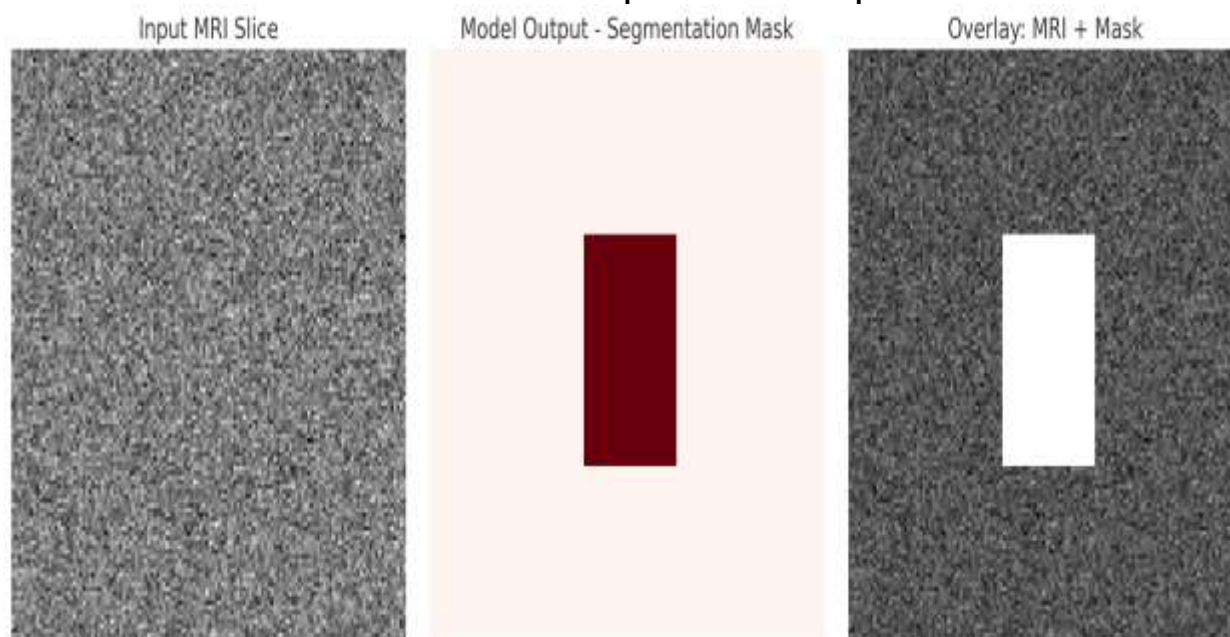 Input MRI Slice
Model Output - Segmentation Mask
Overlay: MRI + Mask